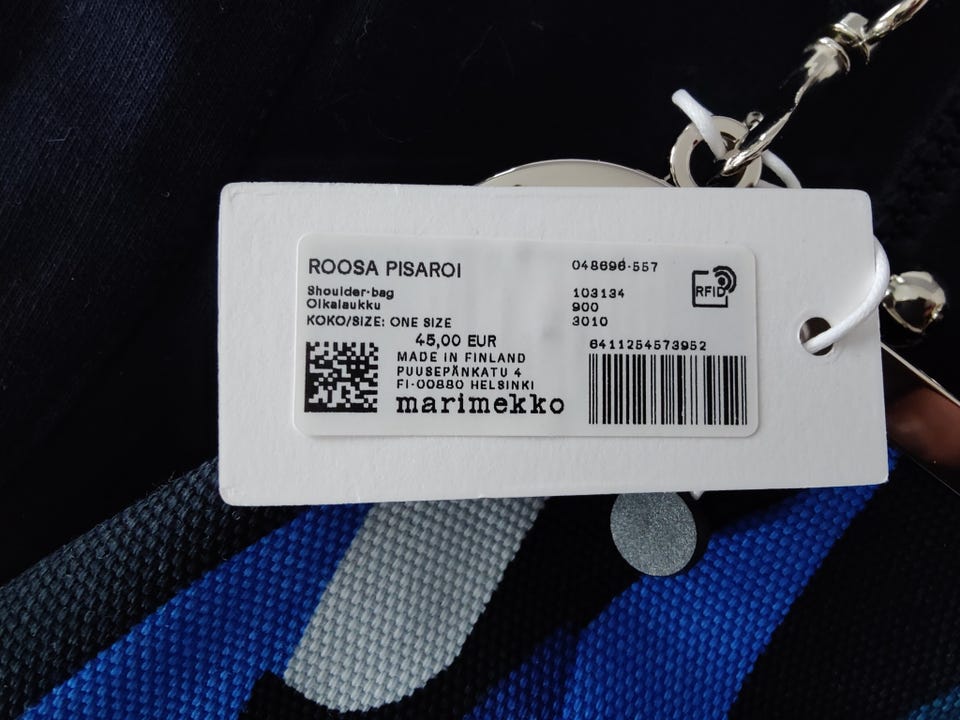 ROOSA PISAROI
Shoulder-bag
Olkalaukku
KOKO/SIZE: ONE SIZE
45,00 EUR
MADE IN FINLAND
PUUSEPÄNKATU 4
FI-00880 HELSINKI
marimekko
048696-557
103134
900
3010
RFID
6411254573952